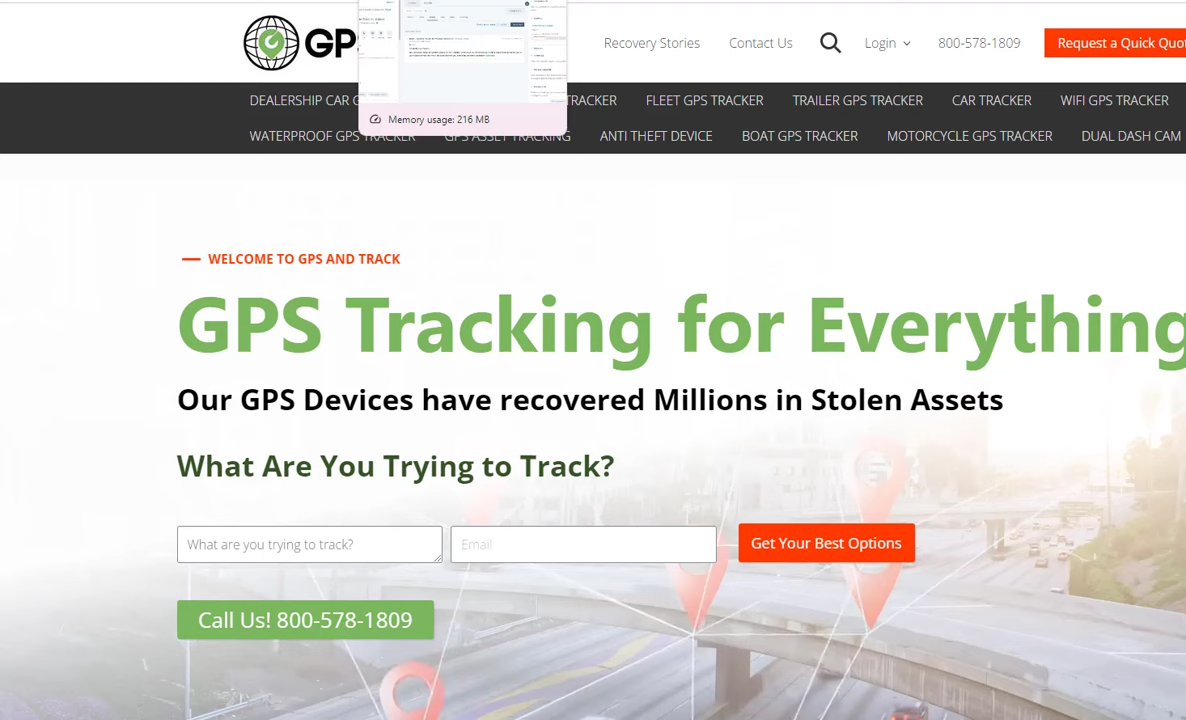 GP
Recovery Stories
Contact Us
Login
800-578-1809
Request a Quick Quot
Memory usage: 216 MB
DEALERSHIP CAR G
TRACKER
FLEET GPS TRACKER
TRAILER GPS TRACKER
CAR TRACKER
WIFI GPS TRACKER
WATERPROOF GPS TRACKER
GPS ASSET TRACKING
ANTI THEFT DEVICE
BOAT GPS TRACKER
MOTORCYCLE GPS TRACKER
DUAL DASH CAM
WELCOME TO GPS AND TRACK
GPS Tracking for Everything
Our GPS Devices have recovered Millions in Stolen Assets
What Are You Trying to Track?
What are you trying to track?
Email
Get Your Best Options
Call Us! 800-578-1809